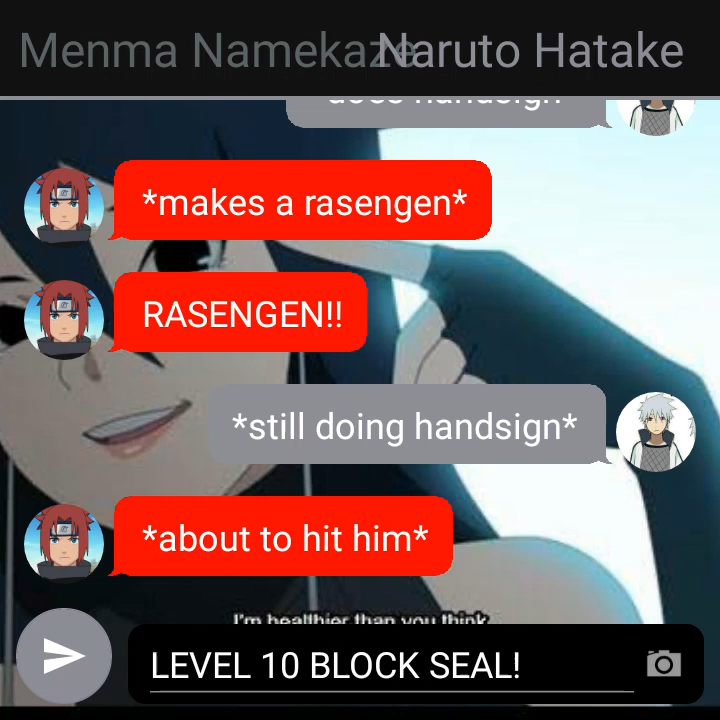 Menma Namekaze
Naruto Hatake
*makes a rasengen*
RASENGEN!!
*still doing handsign*
*about to hit him*
I'm healthier than you think
LEVEL 10 BLOCK SEAL!